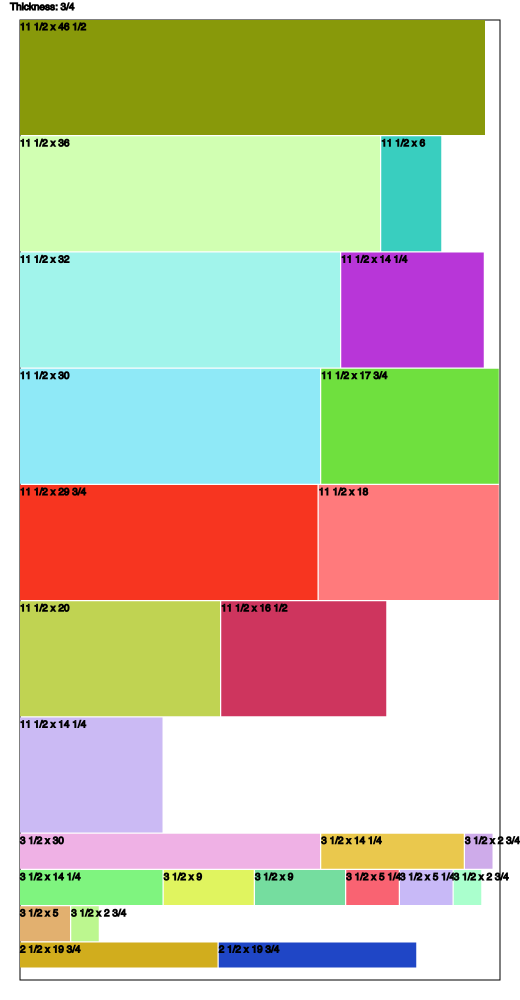 Thickness: 3/4
11 1/2 x 46 1/2
11 1/2 x 36 11 1/2 x 6
11 1/2 x 32 11 1/2 x 14 1/4
11 1/2 x 30 11 1/2 x 17 3/4
11 1/2 x 29 3/4 11 1/2 x 18
11 1/2 x 20 11 1/2 x 16 1/2
11 1/2 x 14 1/4
3 1/2 x 30 3 1/2 x 14 1/4 3 1/2 x 2 3/4
3 1/2 x 14 1/4 3 1/2 x 9 3 1/2 x 9 3 1/2 x 5 1/4 3 1/2 x 5 1/4 3 1/2 x 2 3/4
3 1/2 x 5 3 1/2 x 2 3/4
2 1/2 x 19 3/4 2 1/2 x 19 3/4